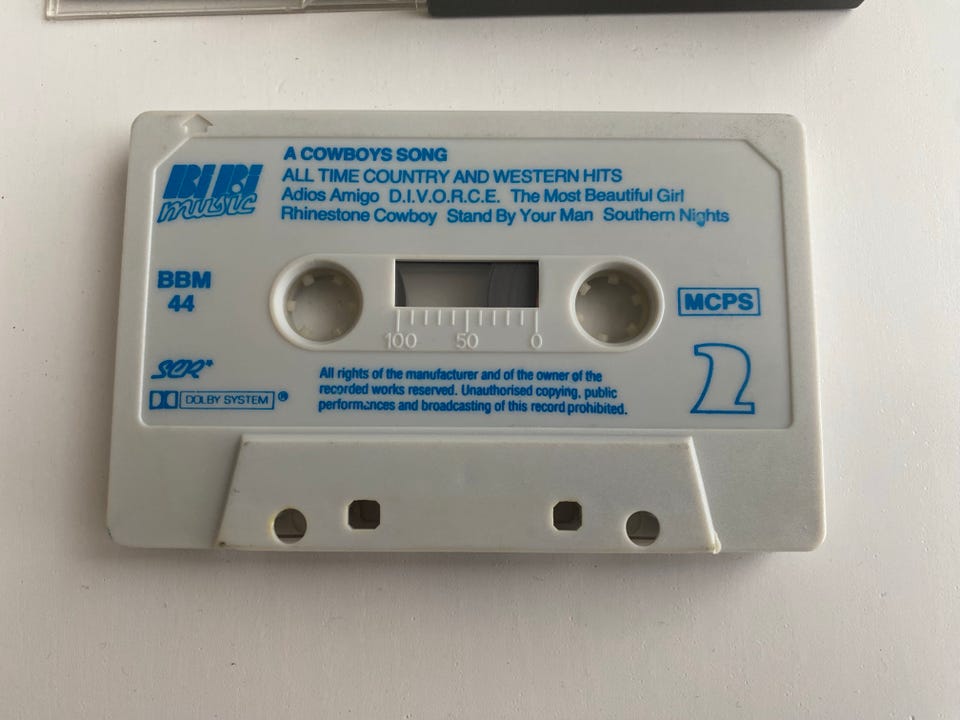 A COWBOYS SONG
ALL TIME COUNTRY AND WESTERN HITS
Adios Amigo D.I.V.O.R.C.E. The Most Beautiful Girl
Rhinestone Cowboy Stand By Your Man Southern Nights
BIBI
music
BBM
44
MCPS
100 50 0
SCR*
DOLBY SYSTEM ®
All rights of the manufacturer and of the owner of the
recorded works reserved. Unauthorised copying, public
performances and broadcasting of this record prohibited.
2